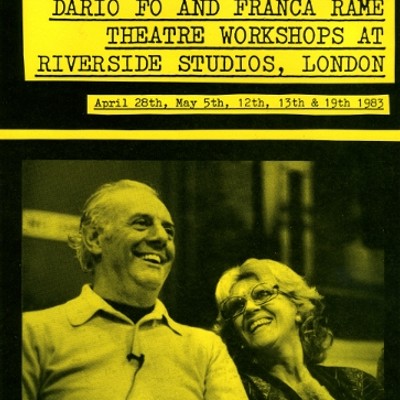 DARIO FO AND FRANCA RAME
THEATRE WORKSHOPS AT
RIVERSIDE STUDIOS, LONDON
April 28th, May 5th, 12th, 13th & 19th 1983